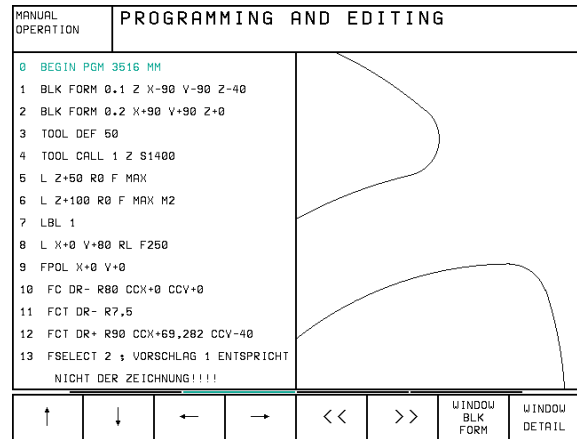 MANUAL
OPERATION
PROGRAMMING AND EDITING
0 BEGIN PGM 3516 MM
1 BLK FORM 0.1 Z X-90 Y-90 Z-40
2 BLK FORM 0.2 X+90 Y+90 Z+0
3 TOOL DEF 50
4 TOOL CALL 1 Z S1400
5 L Z+50 R0 F MAX
6 L Z+100 R0 F MAX M2
7 LBL 1
8 L X+0 Y+80 RL F250
9 FPOL X+0 Y+0
10 FC DR- R80 CCX+0 CCY+0
11 FCT DR- R7,5
12 FCT DR+ R90 CCX+69,282 CCY-40
13 FSELECT 2 ; VORSCHLAG 1 ENTSPRICHT
NICHT DER ZEICHNUNG!!!!
↑ ↓ ← → << >> WINDOW BLK FORM WINDOW DETAIL